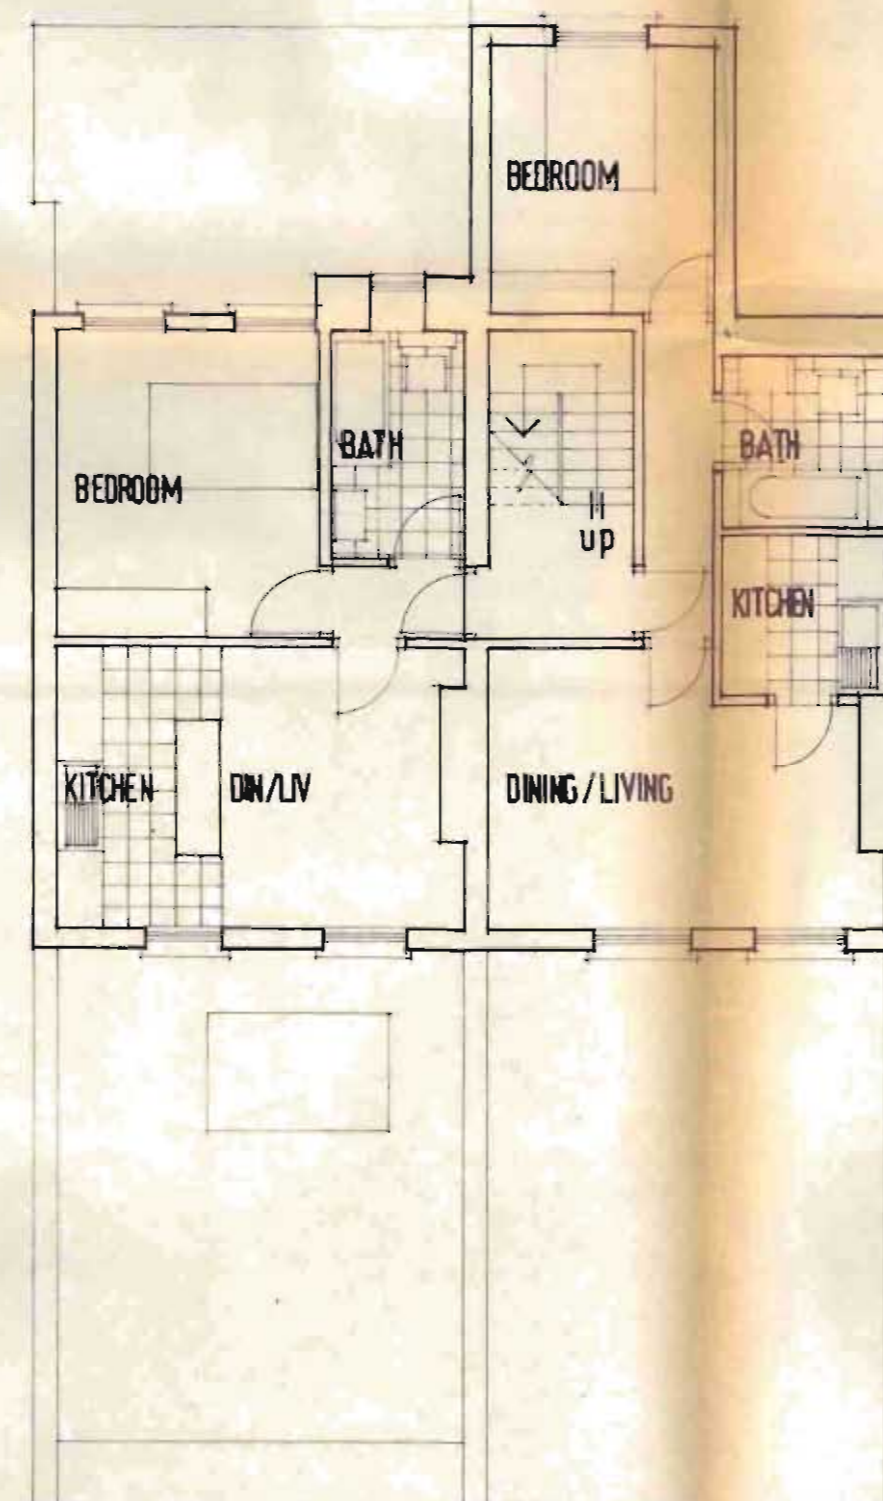 BEDROOM
BATH
BATH
BEDROOM
up
KITCHEN
KITCHEN
DIN/LIV
DINING/LIVING